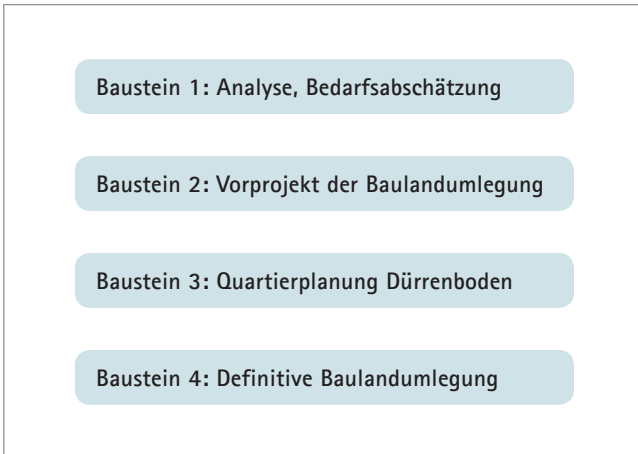 Baustein 1: Analyse, Bedarfsabschätzung
Baustein 2: Vorprojekt der Baulandumlegung
Baustein 3: Quartierplanung Dürrenboden
Baustein 4: Definitive Baulandumlegung